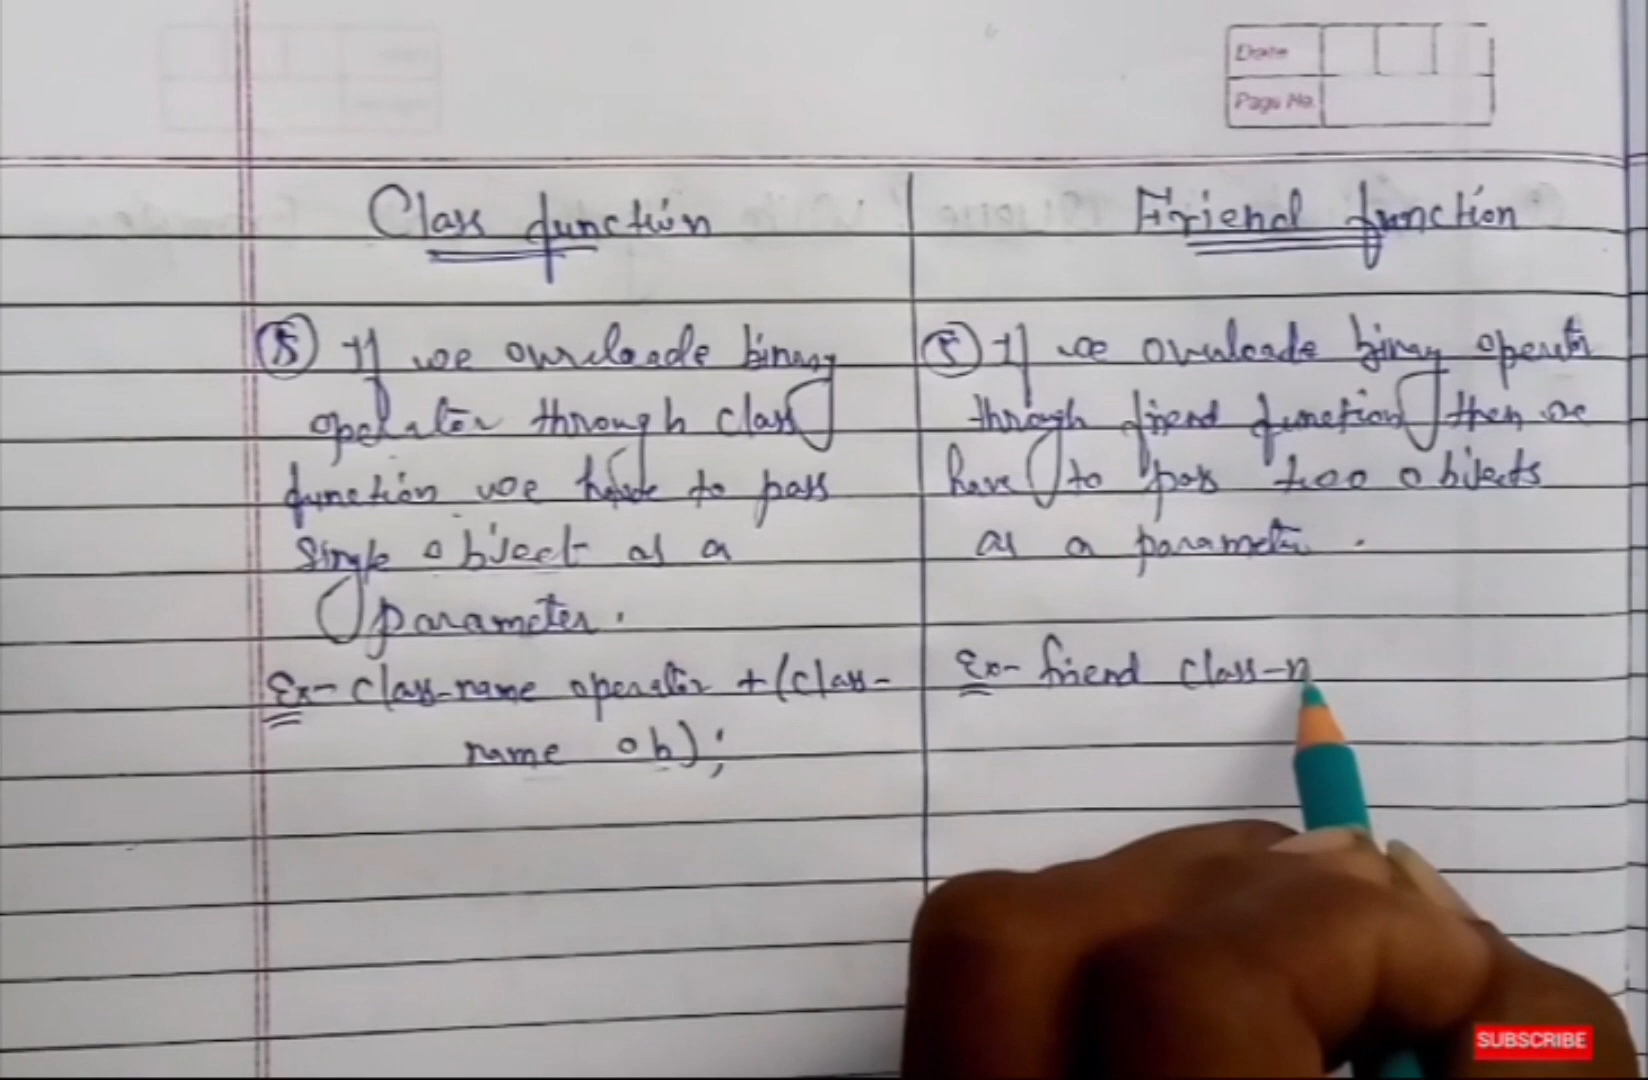 Date
Page No.
Class function
Friend function
⑤ If we overloade binary
operator through class
function we have to pass
single object as a
parameter.
Ex- class-name operator +(class-
name ob);
⑤ If we overloade binary operator
through friend function then we
have to pass two objects
as a parameter.
Ex- friend class-n
SUBSCRIBE